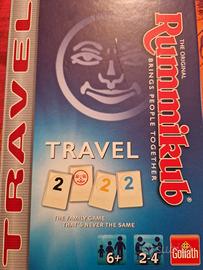 TRAVEL
THE ORIGINAL
Rummikub
BRINGS PEOPLE TOGETHER
TRAVEL
2 2 2
THE FAMILY GAME
THAT'S NEVER THE SAME
6+
2-4
Goliath